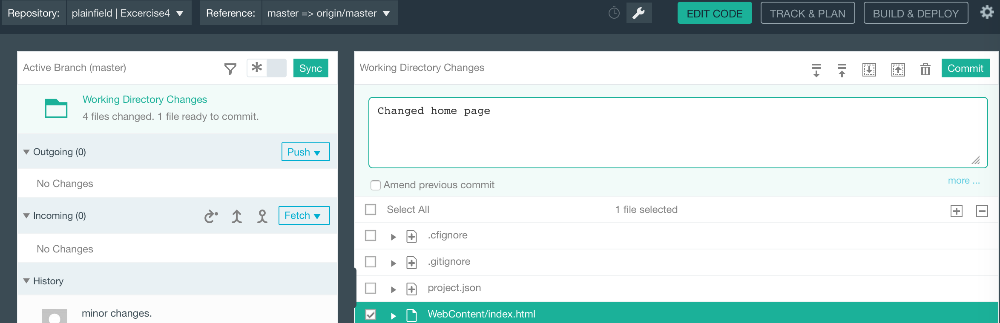 Repository: plainfield | Excercise4 Reference: master => origin/master EDIT CODE TRACK & PLAN BUILD & DEPLOY
Active Branch (master) Sync
Working Directory Changes
4 files changed. 1 file ready to commit.
Outgoing (0) Push
No Changes
Incoming (0) Fetch
No Changes
History
minor changes.
Working Directory Changes Commit
Changed home page
Amend previous commit more ...
Select All 1 file selected
.cfignore
.gitignore
project.json
WebContent/index.html